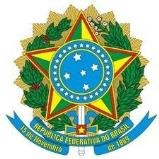 REPÚBLICA FEDERATIVA DO BRASIL
15 de Novembro
de 1889